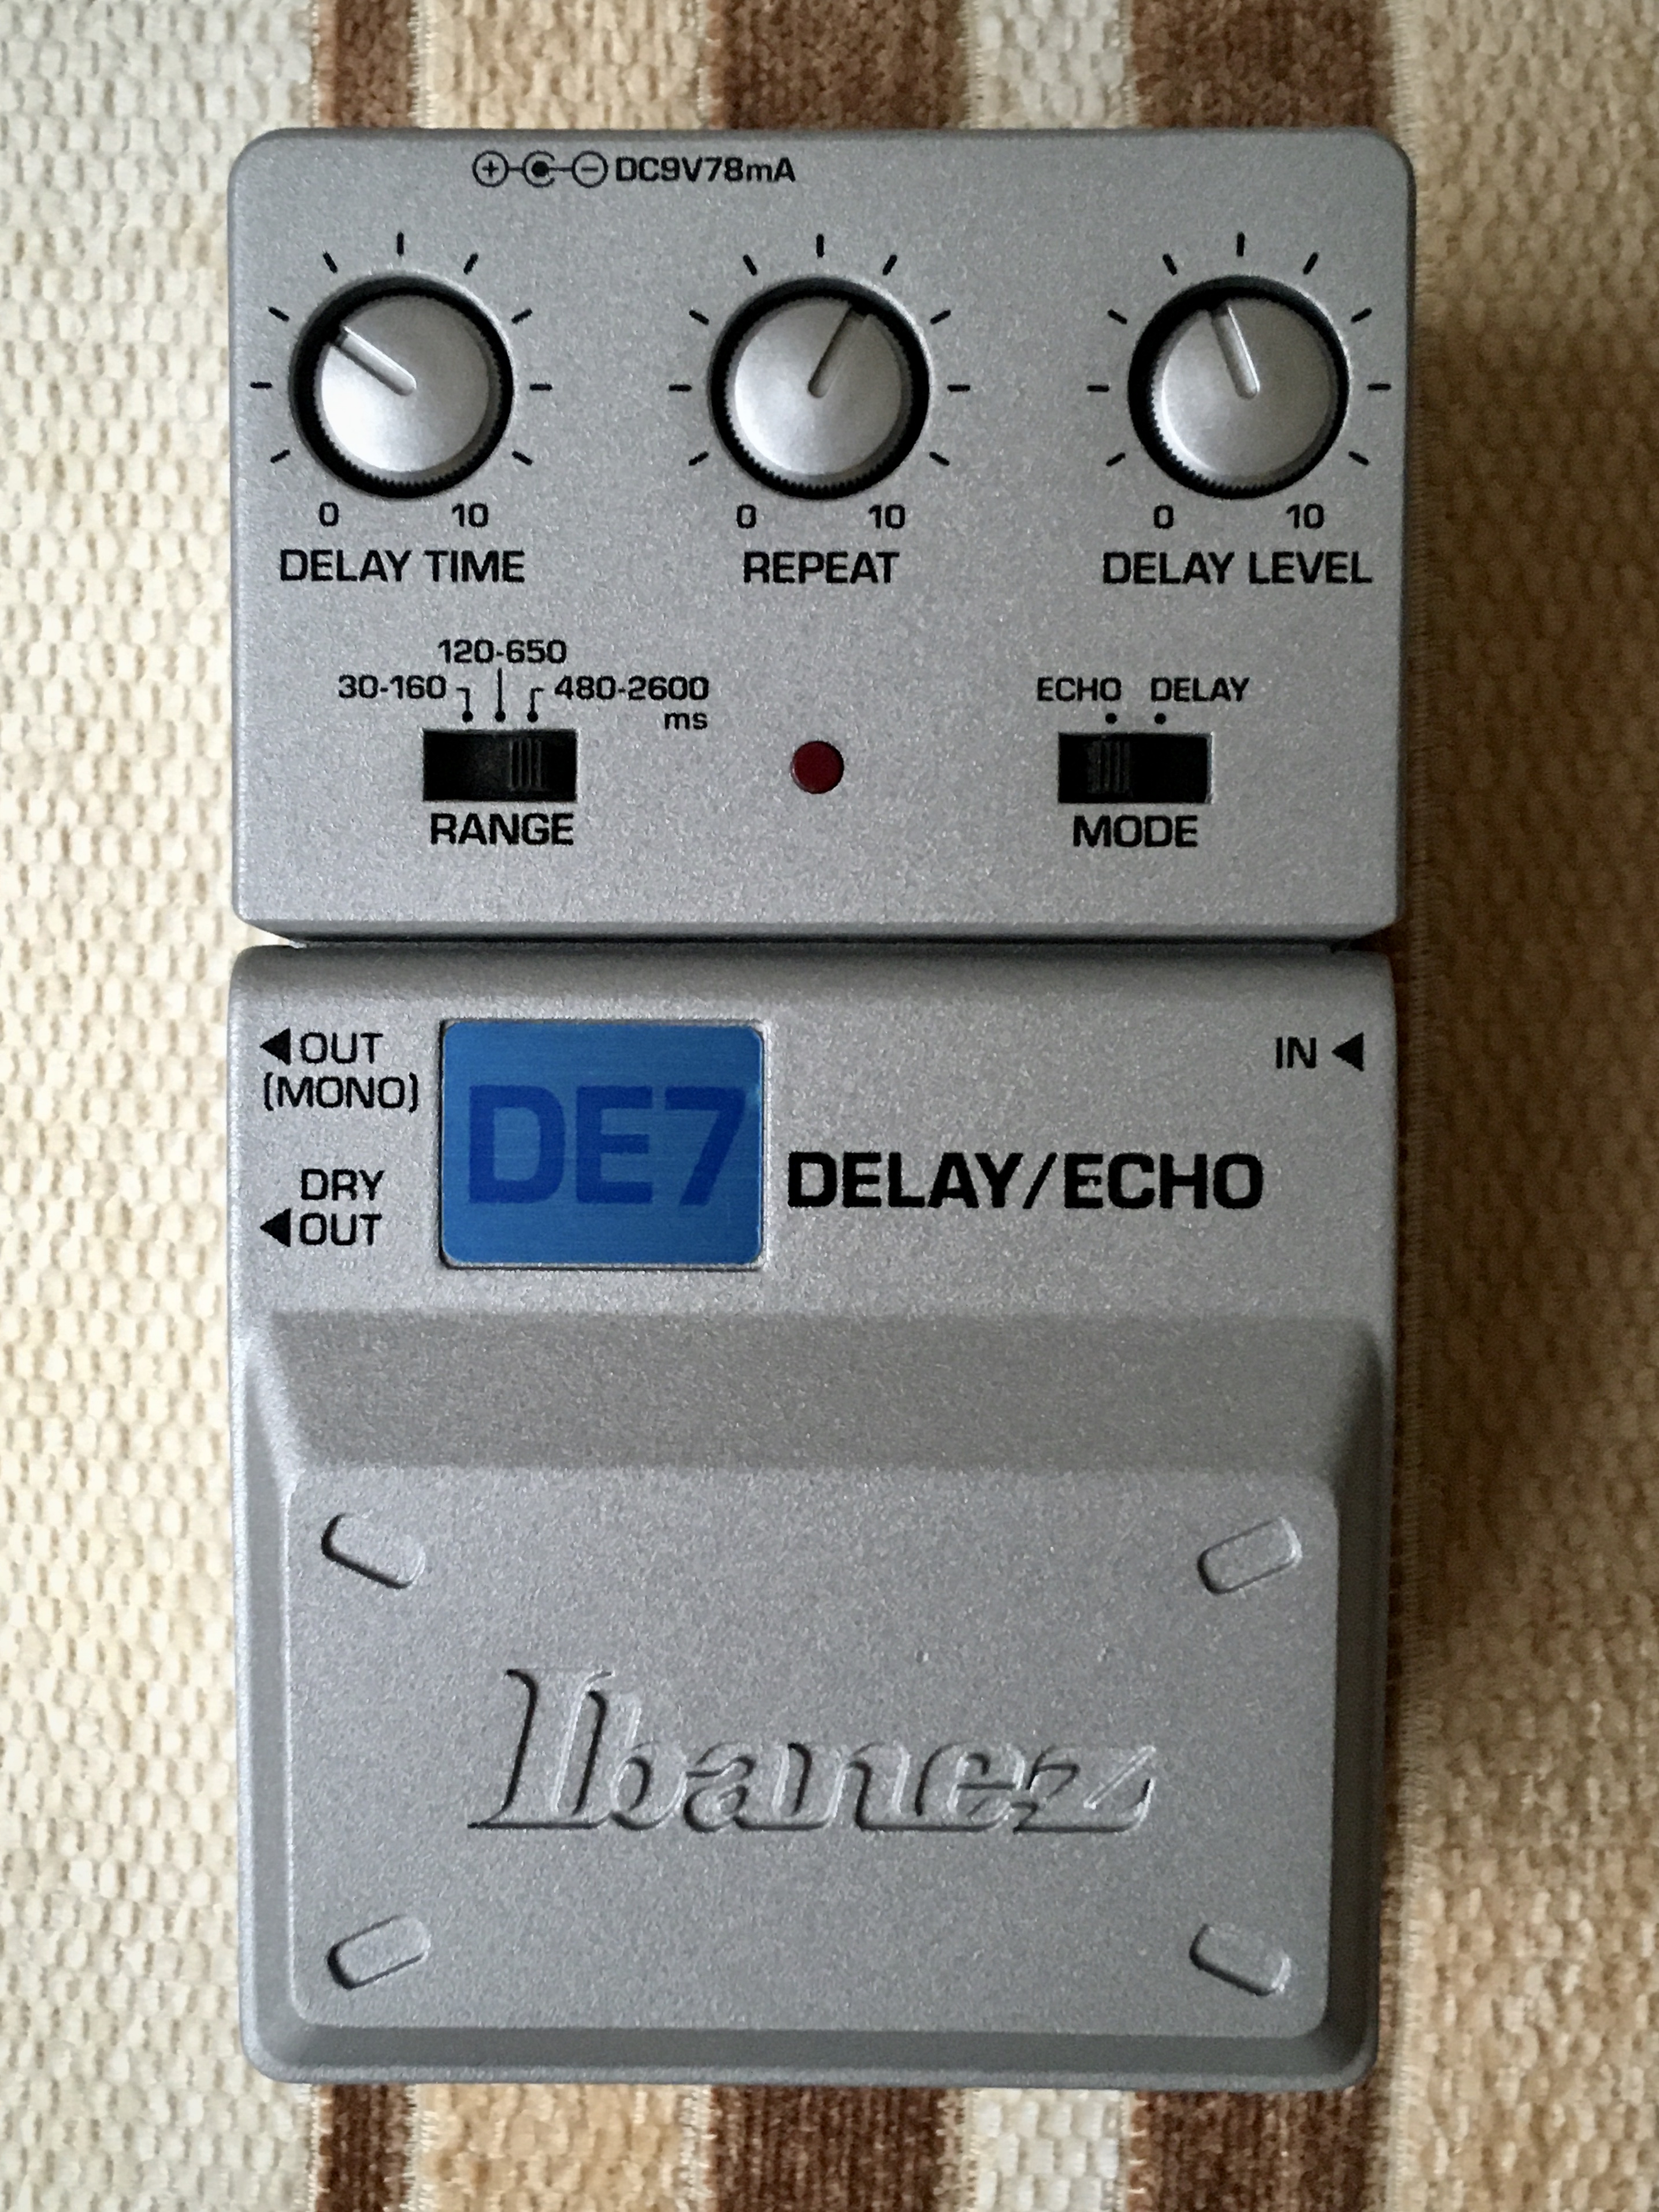 DC9V78mA
0 10
DELAY TIME
0 10
REPEAT
0 10
DELAY LEVEL
120-650
30-160 480-2600
ms
RANGE
ECHO DELAY
MODE
OUT
(MONO)
DRY
OUT
DE7
DELAY/ECHO
IN
Ibanez